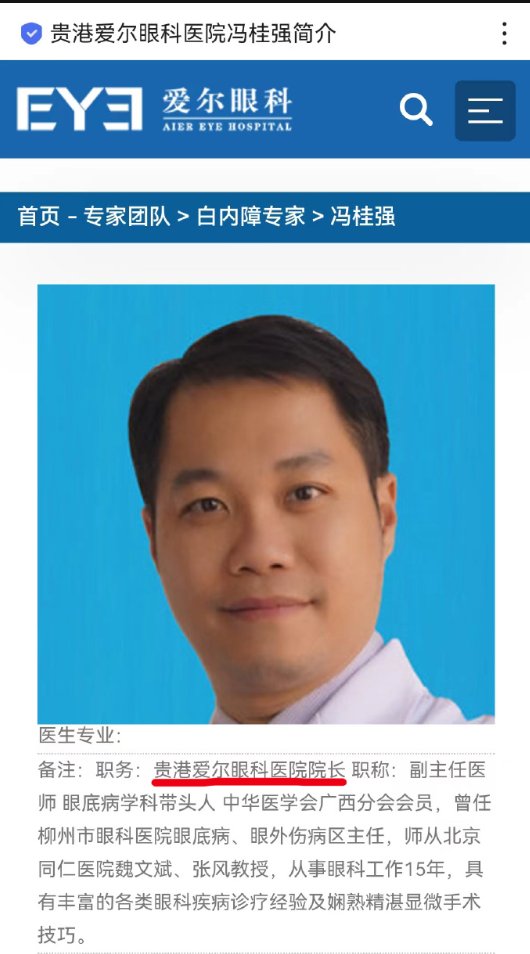 贵港爱尔眼科医院冯桂强简介
EYE 爱尔眼科
AIER EYE HOSPITAL
首页 - 专家团队 > 白内障专家 > 冯桂强
医生专业:
备注：职务：贵港爱尔眼科医院院长 职称：副主任医
师 眼底病学科带头人 中华医学会广西分会会员，曾任
柳州市眼科医院眼底病、眼外伤病区主任，师从北京
同仁医院魏文斌、张风教授，从事眼科工作15年，具
有丰富的各类眼科疾病诊疗经验及娴熟精湛显微手术
技巧。